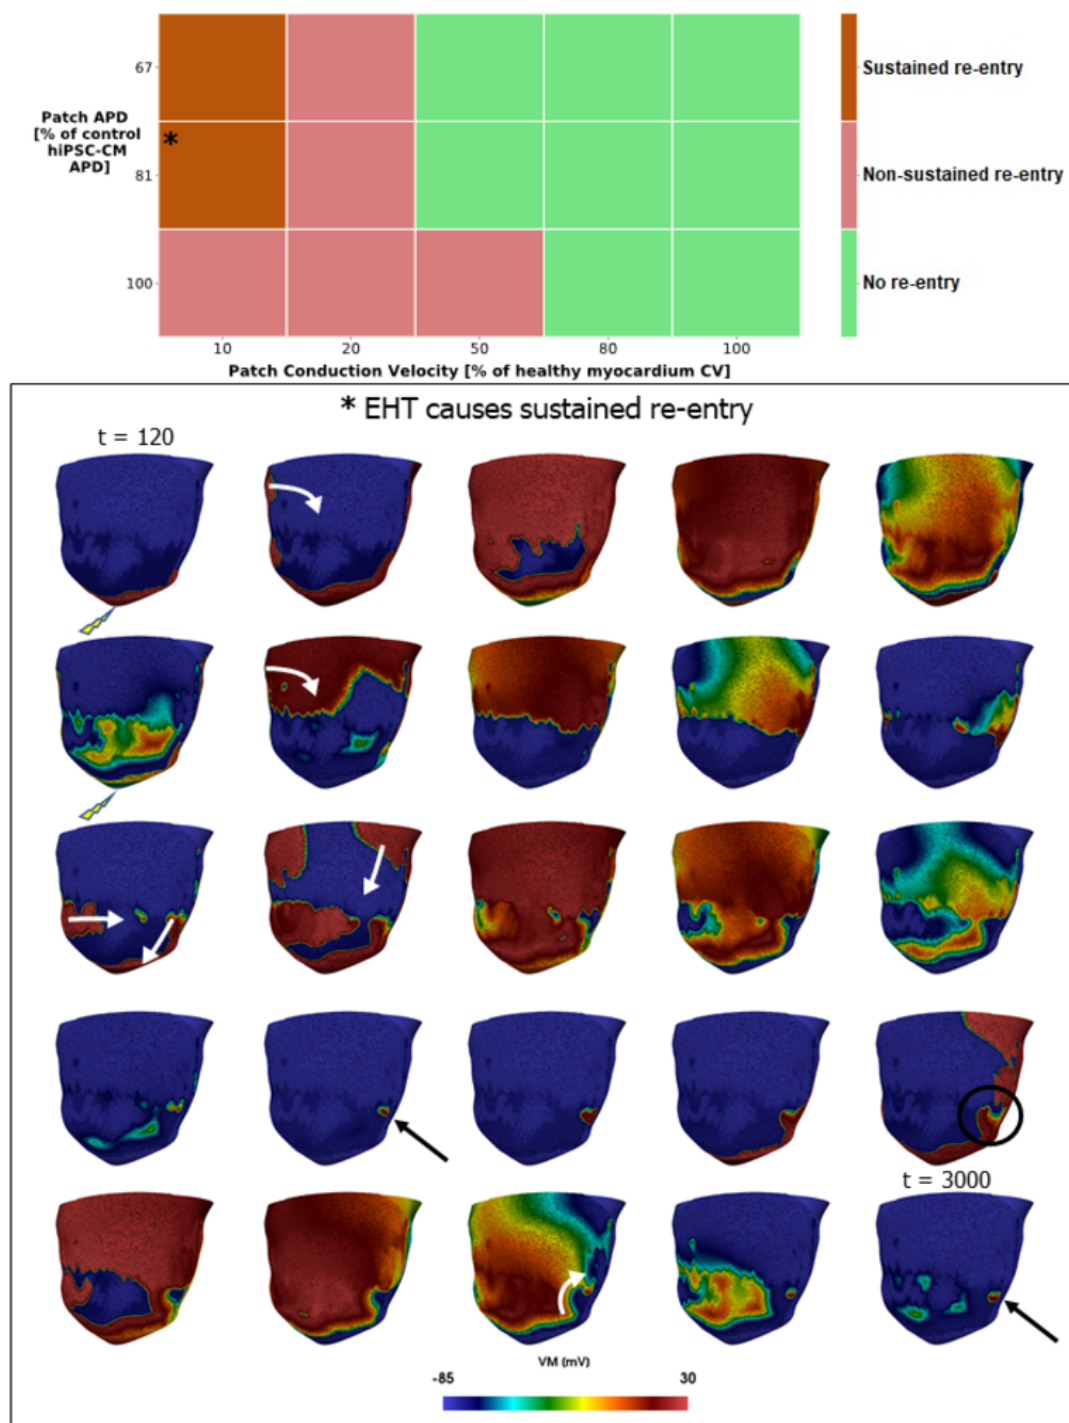 Patch APD
[% of control
hiPSC-CM
APD]
67
81
100
*
10 20 50 80 100
Patch Conduction Velocity [% of healthy myocardium CV]
Sustained re-entry
Non-sustained re-entry
No re-entry
* EHT causes sustained re-entry
t = 120
t = 3000
VM (mV)
-85 30